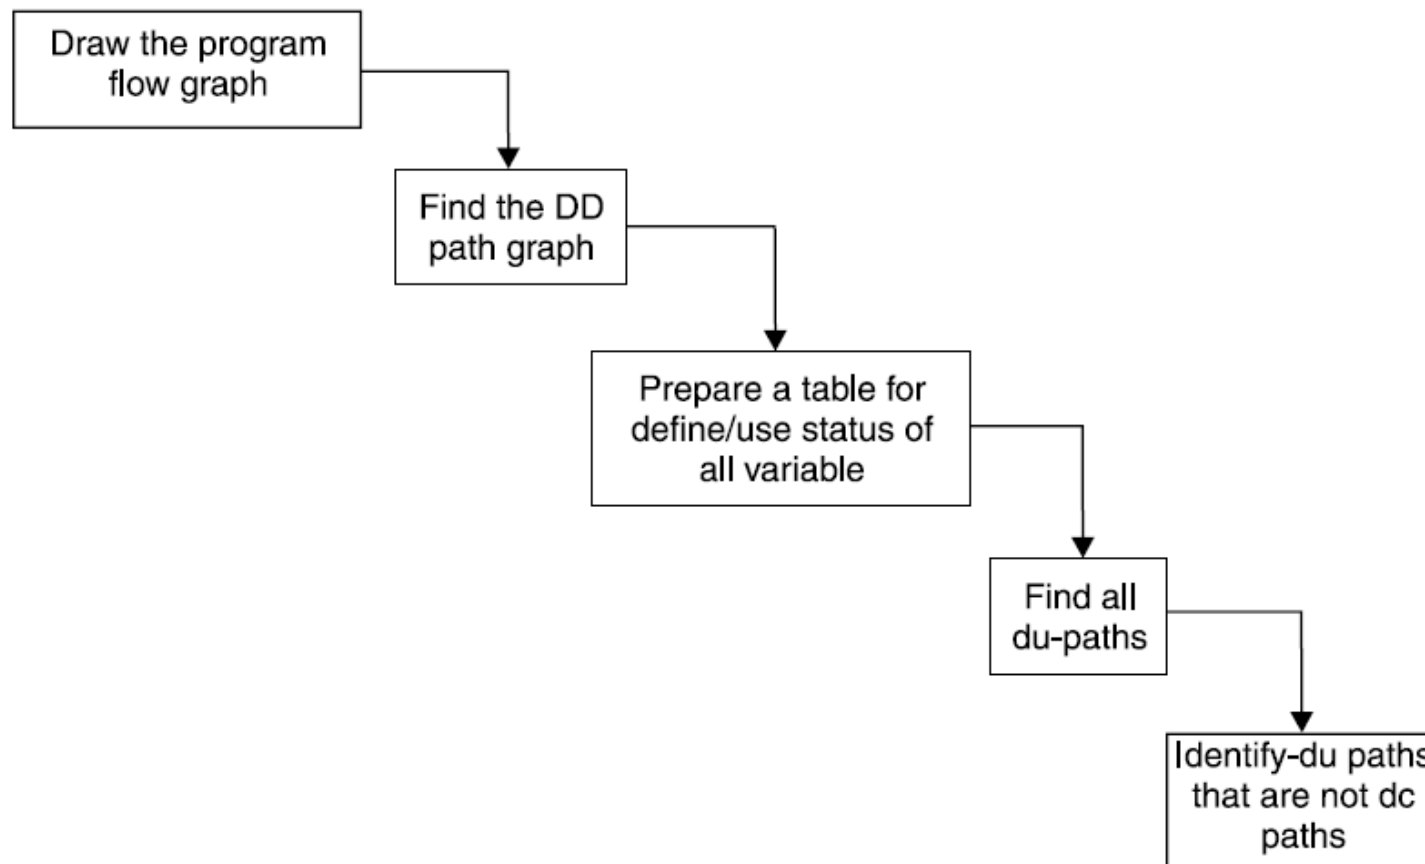 Draw the program
flow graph
Find the DD
path graph
Prepare a table for
define/use status of
all variable
Find all
du-paths
Identify-du paths
that are not dc
paths